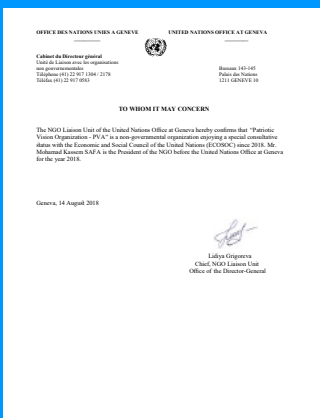 OFFICE DES NATIONS UNIES A GENEVE
UNITED NATIONS OFFICE AT GENEVA
Cabinet du Directeur général
Unité de Liaison avec les organisations
non gouvernementales
Téléphone (41) 22 917 1304 / 2178
Téléfax (41) 22 917 0583
Bureaux 143-145
Palais des Nations
1211 GENEVE 10
TO WHOM IT MAY CONCERN
The NGO Liaison Unit of the United Nations Office at Geneva hereby confirms that "Patriotic
Vision Organization - PVA" is a non-governmental organization enjoying a special consultative
status with the Economic and Social Council of the United Nations (ECOSOC) since 2018. Mr.
Mohamad Kassem SAFA is the President of the NGO before the United Nations Office at Geneva
for the year 2018.
Geneva, 14 August 2018
Lidiya Grigoreva
Chief, NGO Liaison Unit
Office of the Director-General